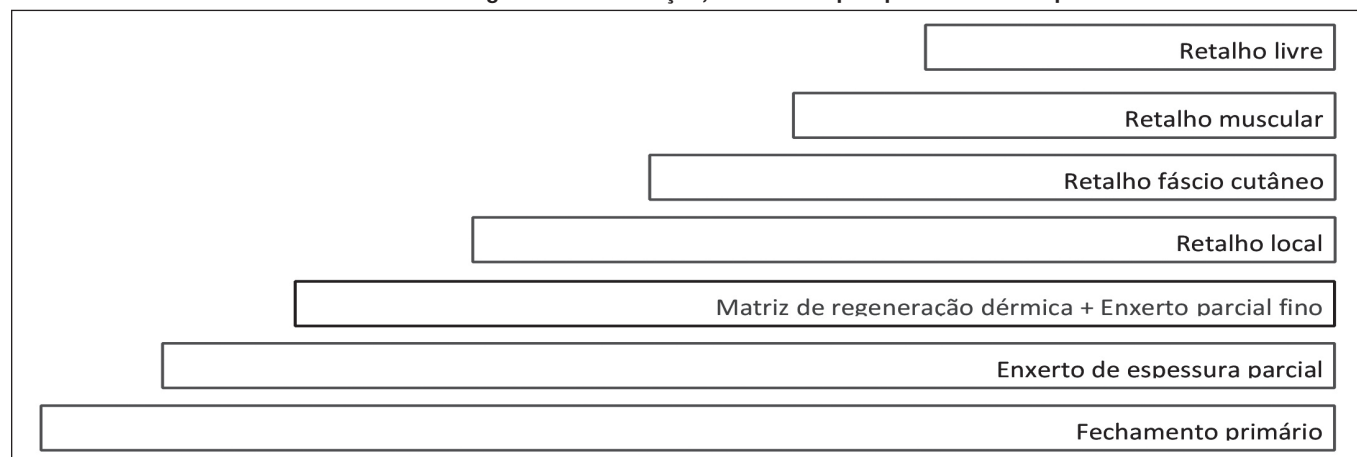 Retalho livre
Retalho muscular
Retalho fáscio cutâneo
Retalho local
Matriz de regeneração dérmica + Enxerto parcial fino
Enxerto de espessura parcial
Fechamento primário